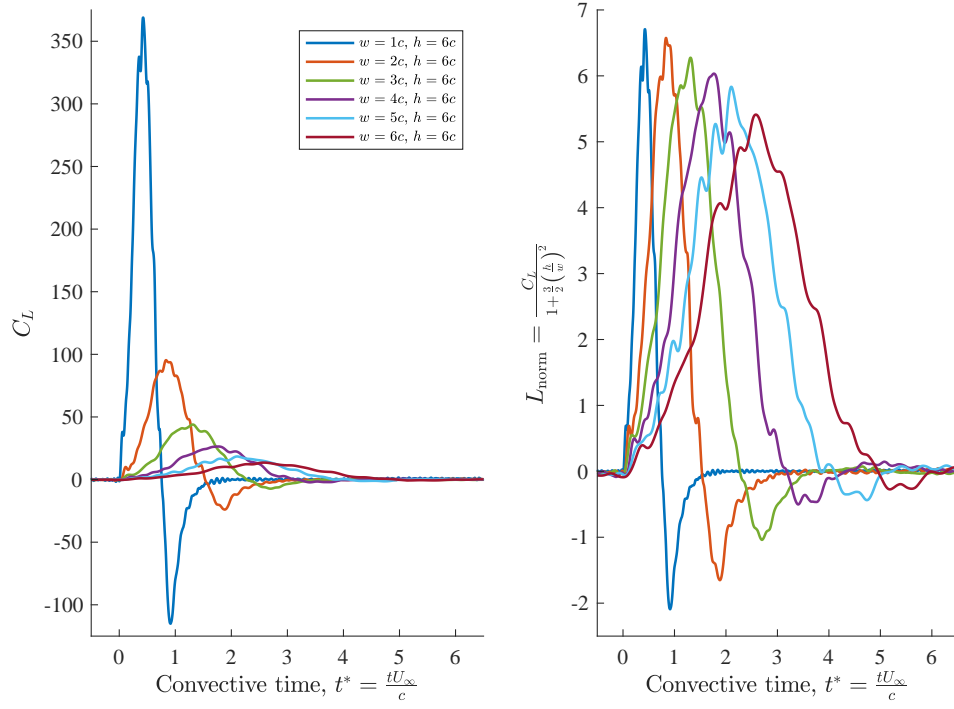 350
300
250
200
150
100
50
0
-50
-100
C_L
0 1 2 3 4 5 6
Convective time, t* = tU∞/c
w = 1c, h = 6c
w = 2c, h = 6c
w = 3c, h = 6c
w = 4c, h = 6c
w = 5c, h = 6c
w = 6c, h = 6c
7
6
5
4
3
2
1
0
-1
-2
L_norm = C_L / (1 + 3/2 (h/w)^2)
0 1 2 3 4 5 6
Convective time, t* = tU∞/c